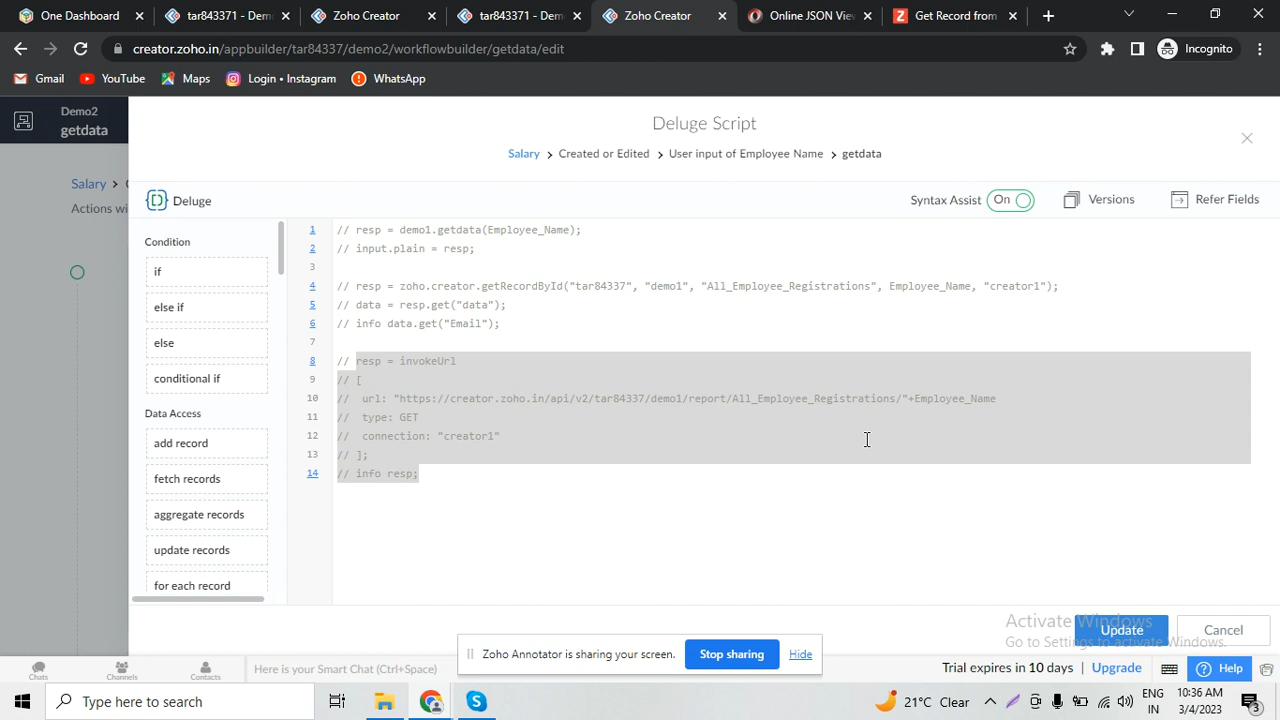 One Dashboard
tar43371 - Demo
Zoho Creator
tar43371 - Demo
Zoho Creator
Online JSON View
Get Record from
creator.zoho.in/appbuilder/tar84337/demo2/workflowbuilder/getdata/edit
Incognito
Gmail
YouTube
Maps
Login • Instagram
WhatsApp
Demo2
getdata
Deluge Script
Salary > Created or Edited > User input of Employee Name > getdata
Salary >
Actions wi
Deluge
Syntax Assist On
Versions
Refer Fields
Condition
if
else if
else
conditional if
Data Access
add record
fetch records
aggregate records
update records
for each record
1 // resp = demo1.getdata(Employee_Name);
2 // input.plain = resp;
3
4 // resp = zoho.creator.getRecordById("tar84337", "demo1", "All_Employee_Registrations", Employee_Name, "creator1");
5 // data = resp.get("data");
6 // info data.get("Email");
7
8 // resp = invokeUrl
9 // [
10 // url: "https://creator.zoho.in/api/v2/tar84337/demo1/report/All_Employee_Registrations/"+Employee_Name
11 // type: GET
12 // connection: "creator1"
13 // ];
14 // info resp;
Activate Windows
Go to Settings to activate Windows.
Update
Cancel
Zoho Annotator is sharing your screen.
Stop sharing
Hide
Chats
Channels
Contacts
Here is your Smart Chat (Ctrl+Space)
Trial expires in 10 days
Upgrade
Help
Type here to search
21°C Clear
ENG
IN
10:36 AM
3/4/2023
3